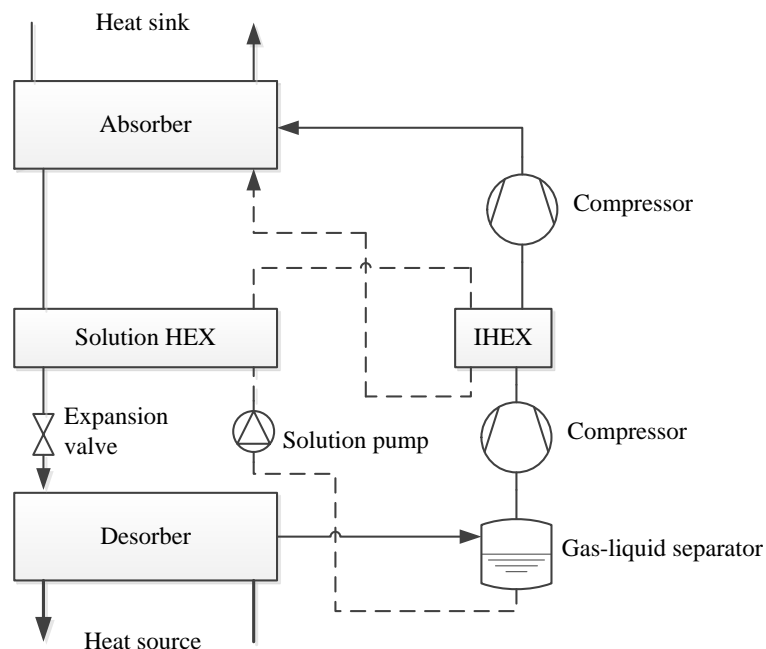 Heat sink
Absorber
Compressor
Solution HEX
IHEX
Expansion
valve
Solution pump
Compressor
Desorber
Gas-liquid separator
Heat source